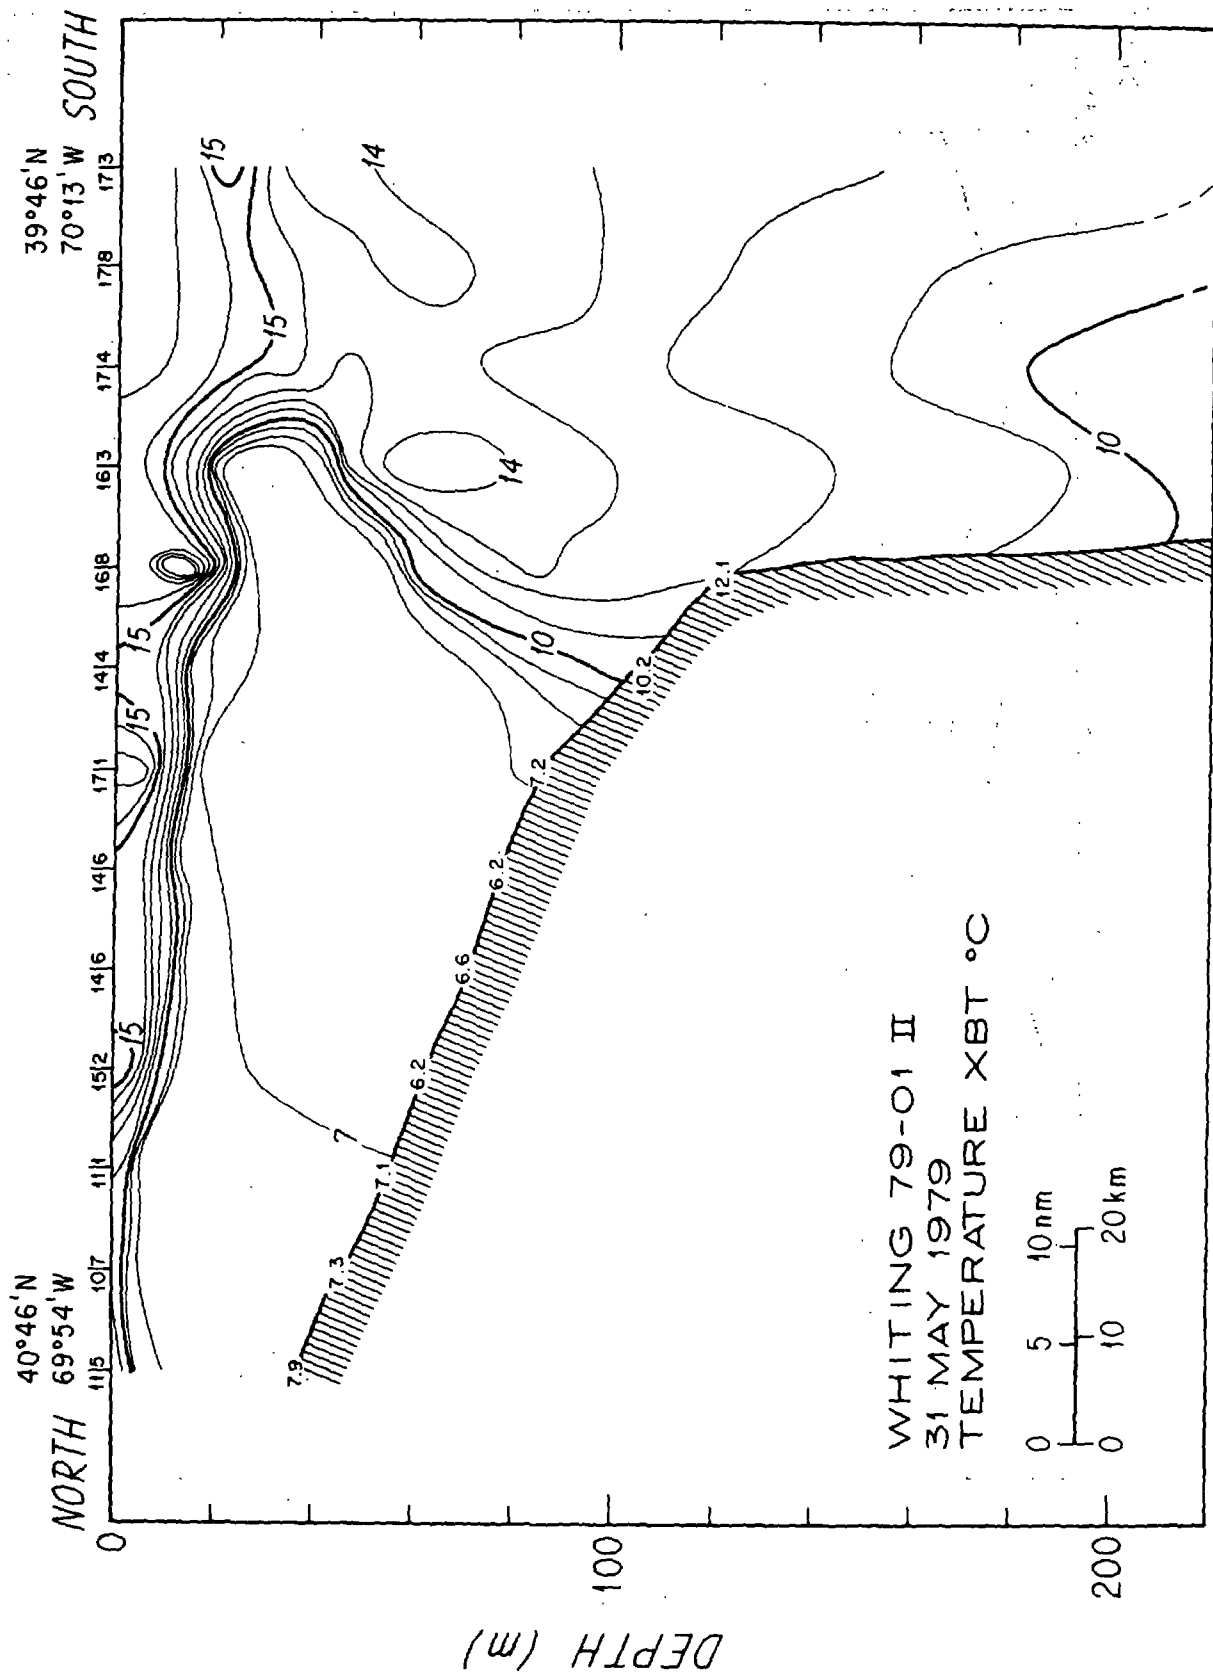 40°46'N
69°54'W
39°46'N
70°13'W
NORTH
SOUTH
11|5 10|7 11|1 15|2 14|6 14|6 17|1 14|4 16|8 16|3 17|4 17|8 17|3
0
100
200
DEPTH (m)
15
15
15
15
15
14
14
10
10
7
7.9
7.3
7.1
6.2
6.6
6.2
7.2
10.2
12.1
WHITING 79-01 II
31 MAY 1979
TEMPERATURE XBT °C
0 5 10nm
0 10 20km